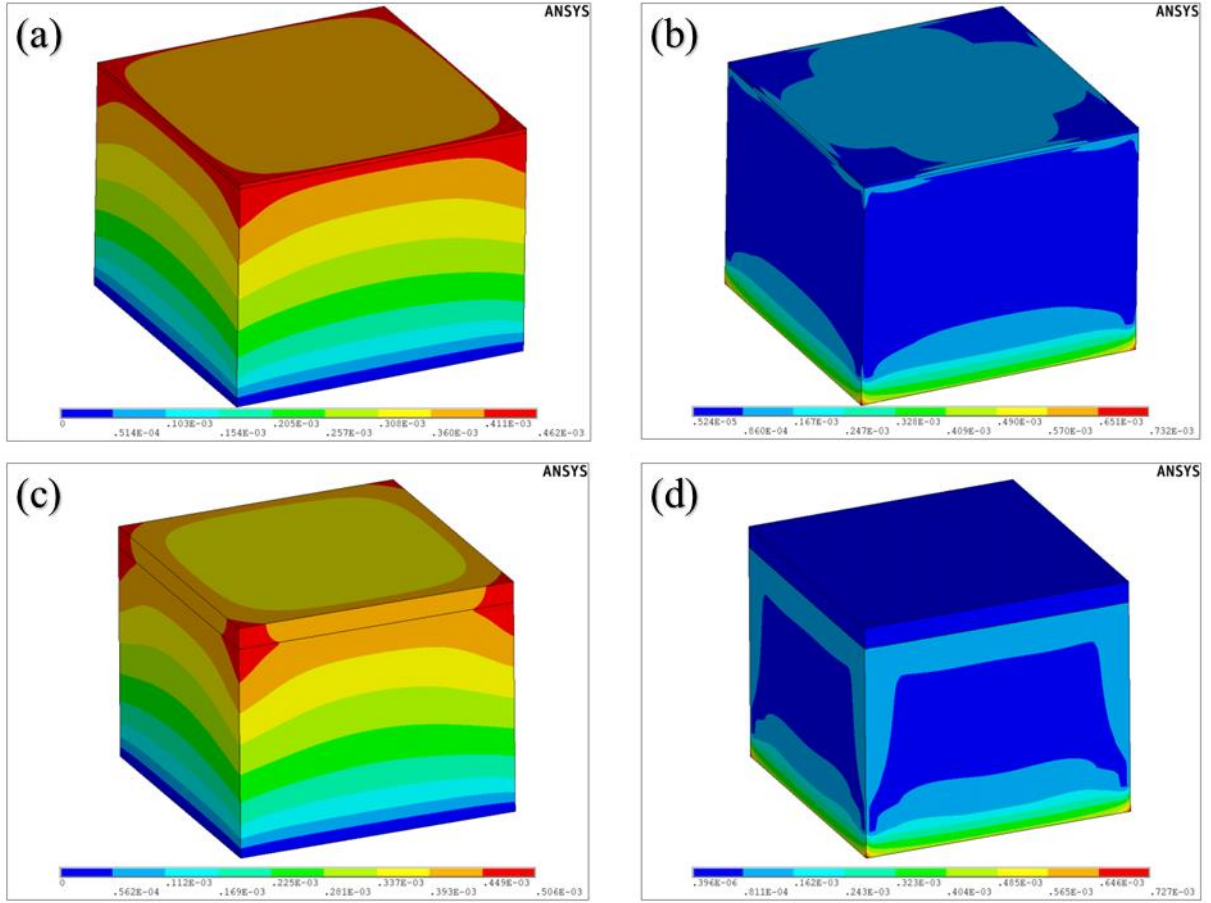 (a)
ANSYS
0 .103E-03 .205E-03 .308E-03 .411E-03
.514E-04 .154E-03 .257E-03 .360E-03 .462E-03
(b)
ANSYS
.524E-05 .167E-03 .328E-03 .490E-03 .651E-03
.860E-04 .247E-03 .409E-03 .570E-03 .732E-03
(c)
ANSYS
0 .112E-03 .225E-03 .337E-03 .449E-03
.562E-04 .169E-03 .281E-03 .393E-03 .506E-03
(d)
ANSYS
.396E-06 .162E-03 .323E-03 .485E-03 .646E-03
.811E-04 .243E-03 .404E-03 .565E-03 .727E-03